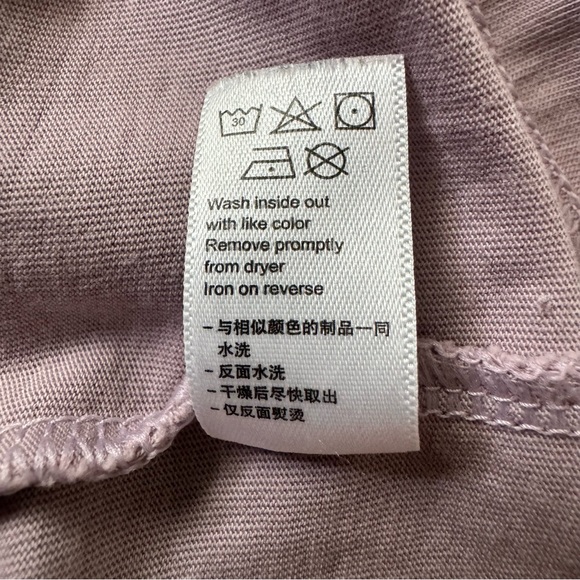 30
Wash inside out
with like color
Remove promptly
from dryer
Iron on reverse
-与相似颜色的制品一同
水洗
-反面水洗
-干燥后尽快取出
-仅反面熨烫